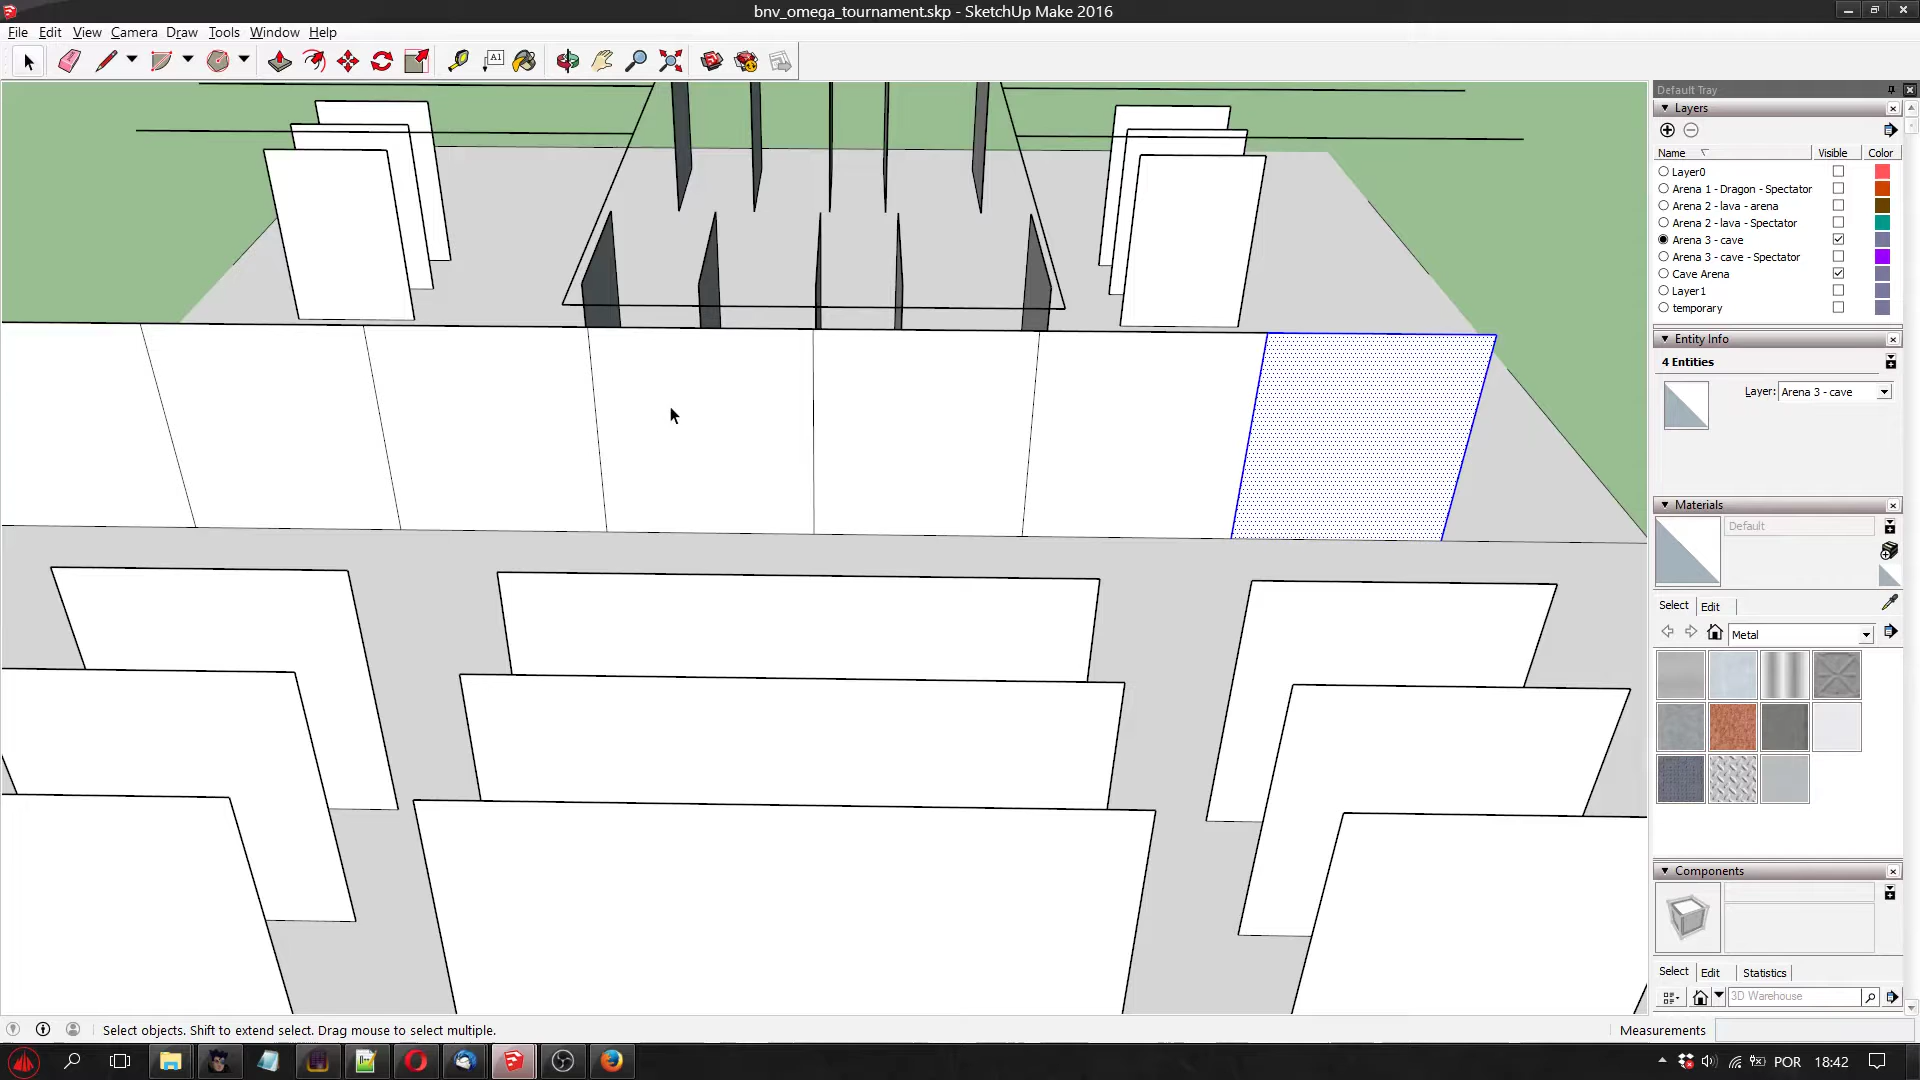 bnv_omega_tournament.skp - SketchUp Make 2016
File Edit View Camera Draw Tools Window Help
A1
Default Tray
Layers
Name Visible Color
Layer0
Arena 1 - Dragon - Spectator
Arena 2 - lava - arena
Arena 2 - lava - Spectator
Arena 3 - cave
Arena 3 - cave - Spectator
Cave Arena
Layer1
temporary
Entity Info
4 Entities
Layer: Arena 3 - cave
Materials
Default
Select Edit
Metal
Components
Select Edit Statistics
3D Warehouse
Select objects. Shift to extend select. Drag mouse to select multiple.
Measurements
POR 18:42